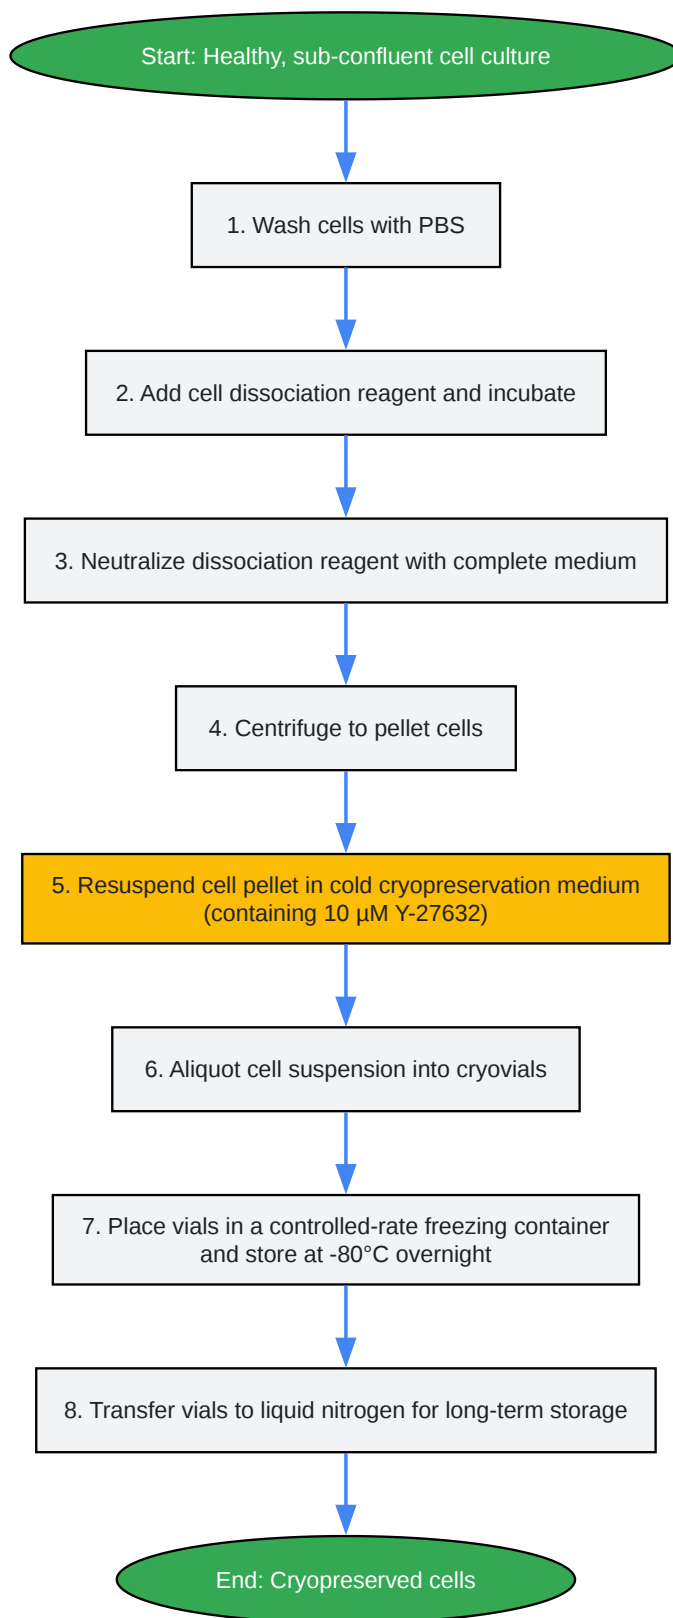 Start: Healthy, sub-confluent cell culture
1. Wash cells with PBS
2. Add cell dissociation reagent and incubate
3. Neutralize dissociation reagent with complete medium
4. Centrifuge to pellet cells
5. Resuspend cell pellet in cold cryopreservation medium
(containing 10 µM Y-27632)
6. Aliquot cell suspension into cryovials
7. Place vials in a controlled-rate freezing container
and store at -80°C overnight
8. Transfer vials to liquid nitrogen for long-term storage
End: Cryopreserved cells